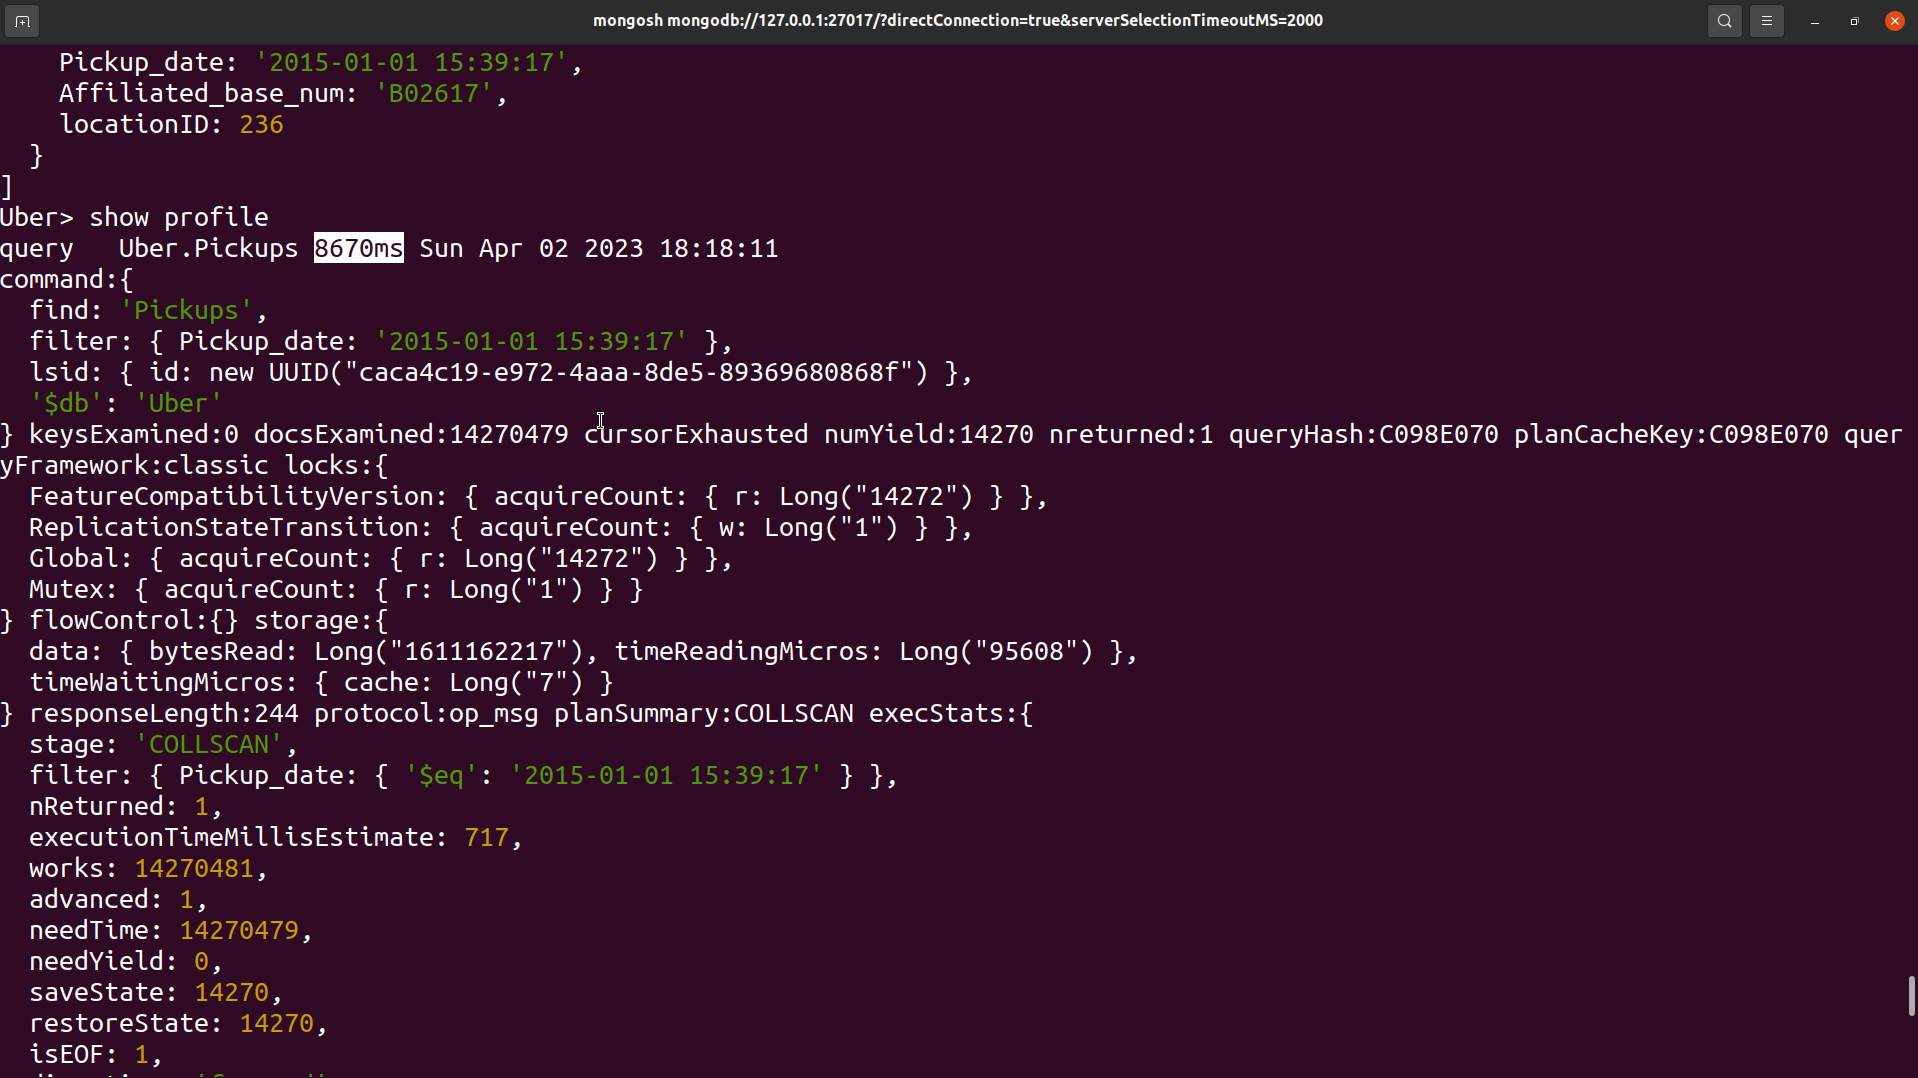 mongosh mongodb://127.0.0.1:27017/?directConnection=true&serverSelectionTimeoutMS=2000
    Pickup_date: '2015-01-01 15:39:17',
    Affiliated_base_num: 'B02617',
    locationID: 236
  }
]
Uber> show profile
query   Uber.Pickups 8670ms Sun Apr 02 2023 18:18:11
command:{
  find: 'Pickups',
  filter: { Pickup_date: '2015-01-01 15:39:17' },
  lsid: { id: new UUID("caca4c19-e972-4aaa-8de5-89369680868f") },
  '$db': 'Uber'
} keysExamined:0 docsExamined:14270479 cursorExhausted numYield:14270 nreturned:1 queryHash:C098E070 planCacheKey:C098E070 quer
yFramework:classic locks:{
  FeatureCompatibilityVersion: { acquireCount: { r: Long("14272") } },
  ReplicationStateTransition: { acquireCount: { w: Long("1") } },
  Global: { acquireCount: { r: Long("14272") } },
  Mutex: { acquireCount: { r: Long("1") } }
} flowControl:{} storage:{
  data: { bytesRead: Long("1611162217"), timeReadingMicros: Long("95608") },
  timeWaitingMicros: { cache: Long("7") }
} responseLength:244 protocol:op_msg planSummary:COLLSCAN execStats:{
  stage: 'COLLSCAN',
  filter: { Pickup_date: { '$eq': '2015-01-01 15:39:17' } },
  nReturned: 1,
  executionTimeMillisEstimate: 717,
  works: 14270481,
  advanced: 1,
  needTime: 14270479,
  needYield: 0,
  saveState: 14270,
  restoreState: 14270,
  isEOF: 1,